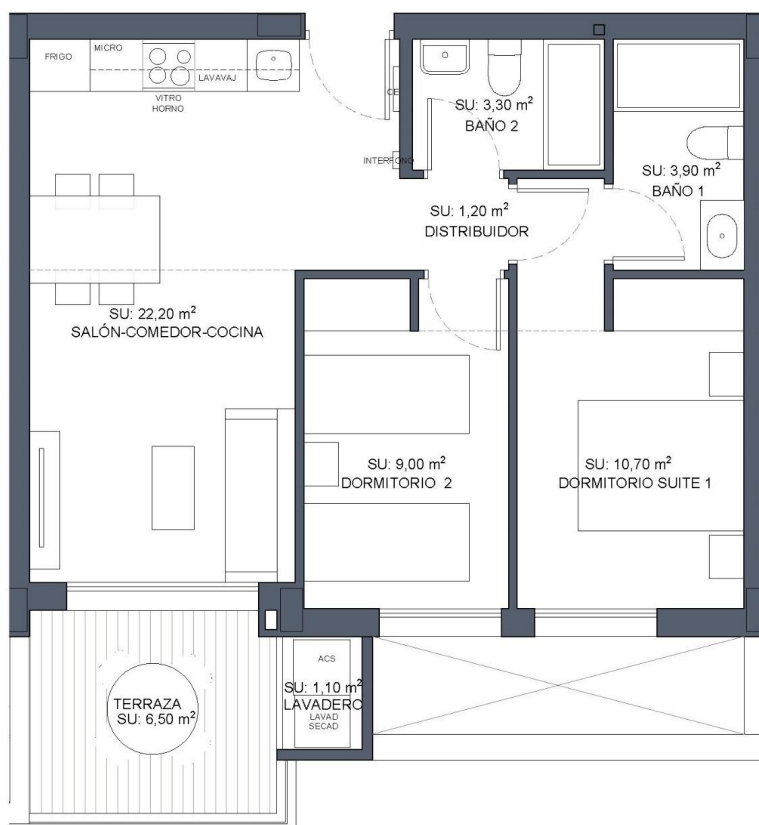 FRIGO
MICRO
LAVAVAJ
VITRO
HORNO
CE
INTERFONO
SU: 3,30 m²
BAÑO 2
SU: 3,90 m²
BAÑO 1
SU: 1,20 m²
DISTRIBUIDOR
SU: 22,20 m²
SALÓN-COMEDOR-COCINA
SU: 9,00 m²
DORMITORIO 2
SU: 10,70 m²
DORMITORIO SUITE 1
TERRAZA
SU: 6,50 m²
ACS
SU: 1,10 m²
LAVADERO
LAVAD
SECAD